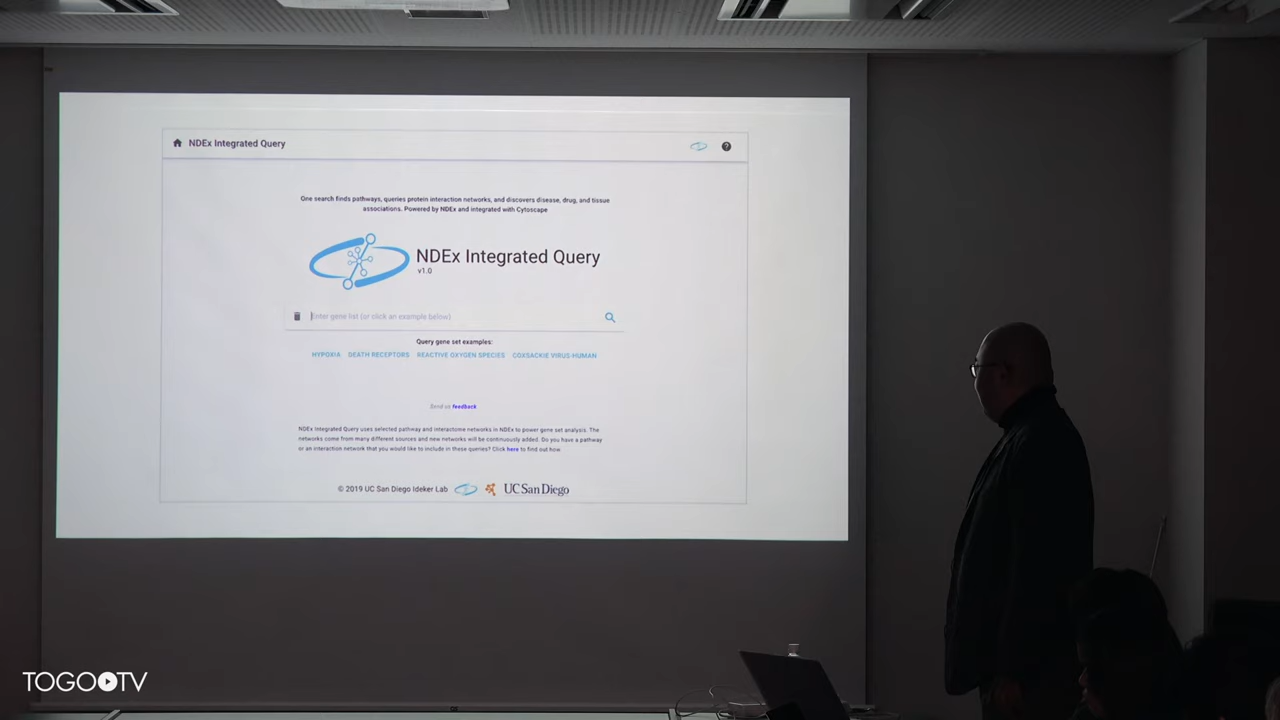 NDEx Integrated Query
One search finds pathways, queries protein interaction networks, and discovers disease, drug, and tissue
associations. Powered by NDEx and integrated with Cytoscape
NDEx Integrated Query
v1.0
Enter gene list (or click an example below)
Query gene set examples:
HYPOXIA DEATH RECEPTORS REACTIVE OXYGEN SPECIES COXSACKIE VIRUS-HUMAN
Send us feedback
NDEx Integrated Query uses selected pathway and interactome networks in NDEx to power gene set analysis. The
networks come from many different sources and new networks will be continuously added. Do you have a pathway
or an interaction network that you would like to include in these queries? Click here to find out how
© 2019 UC San Diego Ideker Lab UC San Diego
TOGOTV